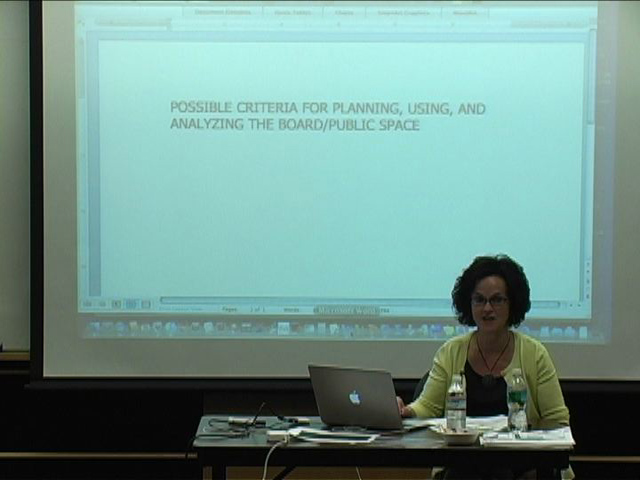 POSSIBLE CRITERIA FOR PLANNING, USING, AND
ANALYZING THE BOARD/PUBLIC SPACE